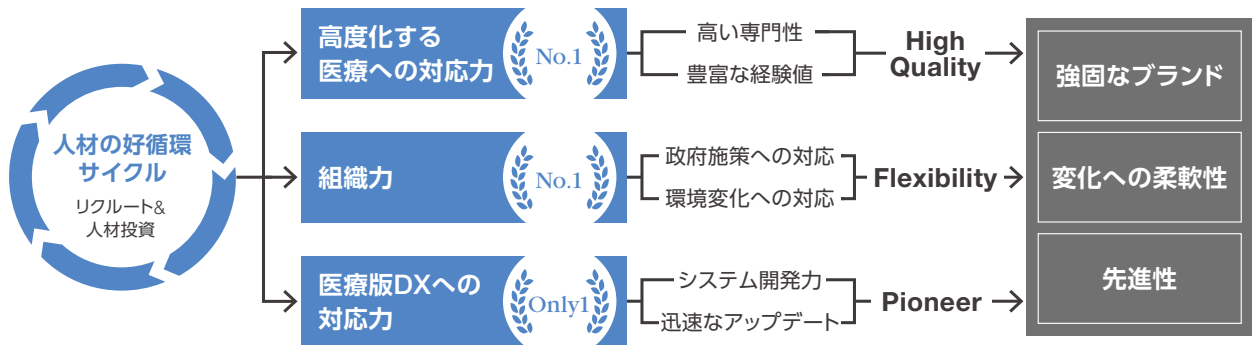 人材の好循環
サイクル
リクルート&
人材投資
高度化する
医療への対応力
No.1
高い専門性
豊富な経験値
High
Quality
強固なブランド
組織力
No.1
政府施策への対応
環境変化への対応
Flexibility
変化への柔軟性
医療版DXへの
対応力
Only1
システム開発力
迅速なアップデート
Pioneer
先進性